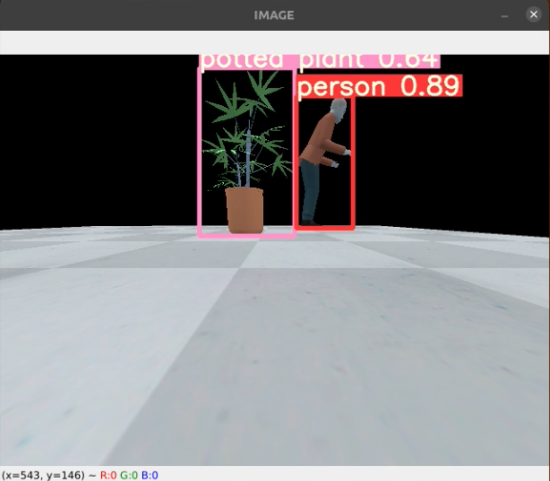 IMAGE
potted plant 0.64
person 0.89
(x=543, y=146) ~ R:0 G:0 B:0